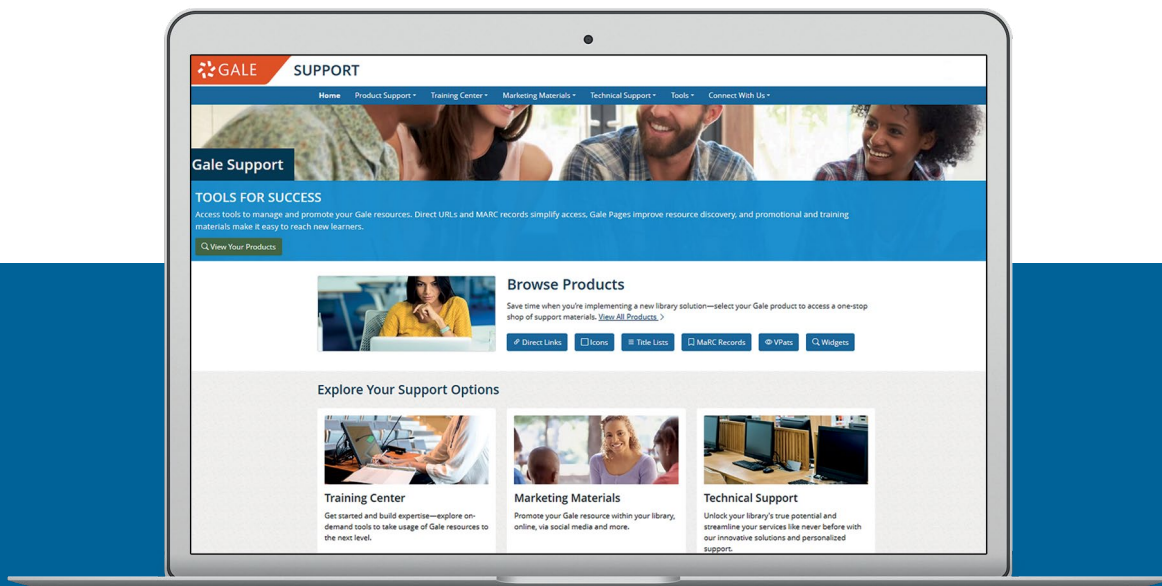 GALE SUPPORT
Home Product Support Training Center Marketing Materials Technical Support Tools Connect With Us
Gale Support
TOOLS FOR SUCCESS
Access tools to manage and promote your Gale resources. Direct URLs and MARC records simplify access, Gale Pages improve resource discovery, and promotional and training
materials make it easy to reach new learners.
View Your Products
Browse Products
Save time when you're implementing a new library solution—select your Gale product to access a one-stop
shop of support materials. View All Products >
Direct Links Icons Title Lists MaRC Records VPats Widgets
Explore Your Support Options
Training Center
Get started and build expertise—explore on-
demand tools to take usage of Gale resources to
the next level.
Marketing Materials
Promote your Gale resource within your library,
online, via social media and more.
Technical Support
Unlock your library's true potential and
streamline your services like never before with
our innovative solutions and personalized
support.